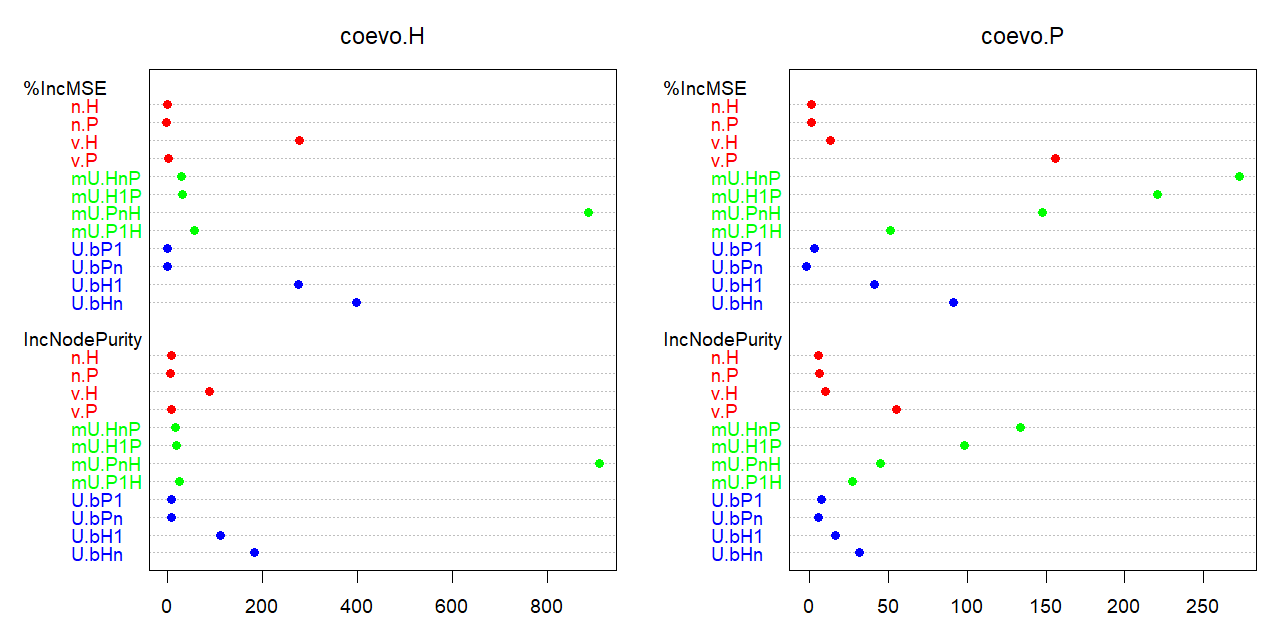 coevo.H
%IncMSE
n.H
n.P
v.H
v.P
mU.HnP
mU.H1P
mU.PnH
mU.P1H
U.bP1
U.bPn
U.bH1
U.bHn
IncNodePurity
n.H
n.P
v.H
v.P
mU.HnP
mU.H1P
mU.PnH
mU.P1H
U.bP1
U.bPn
U.bH1
U.bHn
0 200 400 600 800
coevo.P
%IncMSE
n.H
n.P
v.H
v.P
mU.HnP
mU.H1P
mU.PnH
mU.P1H
U.bP1
U.bPn
U.bH1
U.bHn
IncNodePurity
n.H
n.P
v.H
v.P
mU.HnP
mU.H1P
mU.PnH
mU.P1H
U.bP1
U.bPn
U.bH1
U.bHn
0 50 100 150 200 250